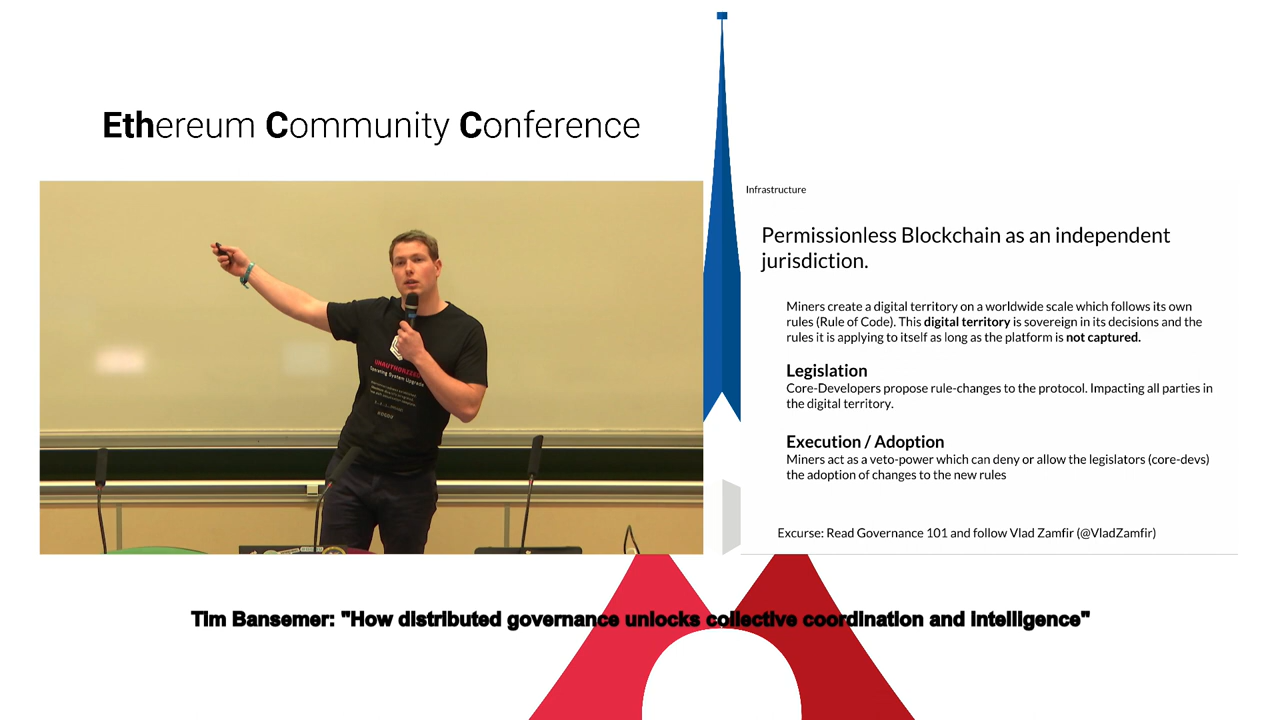 Ethereum Community Conference
Infrastructure
Permissionless Blockchain as an independent
jurisdiction.
Miners create a digital territory on a worldwide scale which follows its own
rules (Rule of Code). This digital territory is sovereign in its decisions and the
rules it is applying to itself as long as the platform is not captured.
Legislation
Core-Developers propose rule-changes to the protocol. Impacting all parties in
the digital territory.
Execution / Adoption
Miners act as a veto-power which can deny or allow the legislators (core-devs)
the adoption of changes to the new rules
Excurse: Read Governance 101 and follow Vlad Zamfir (@VladZamfir)
UNAUTHORIZED
Operating System Upgrade
Tim Bansemer: "How distributed governance unlocks collective coordination and intelligence"